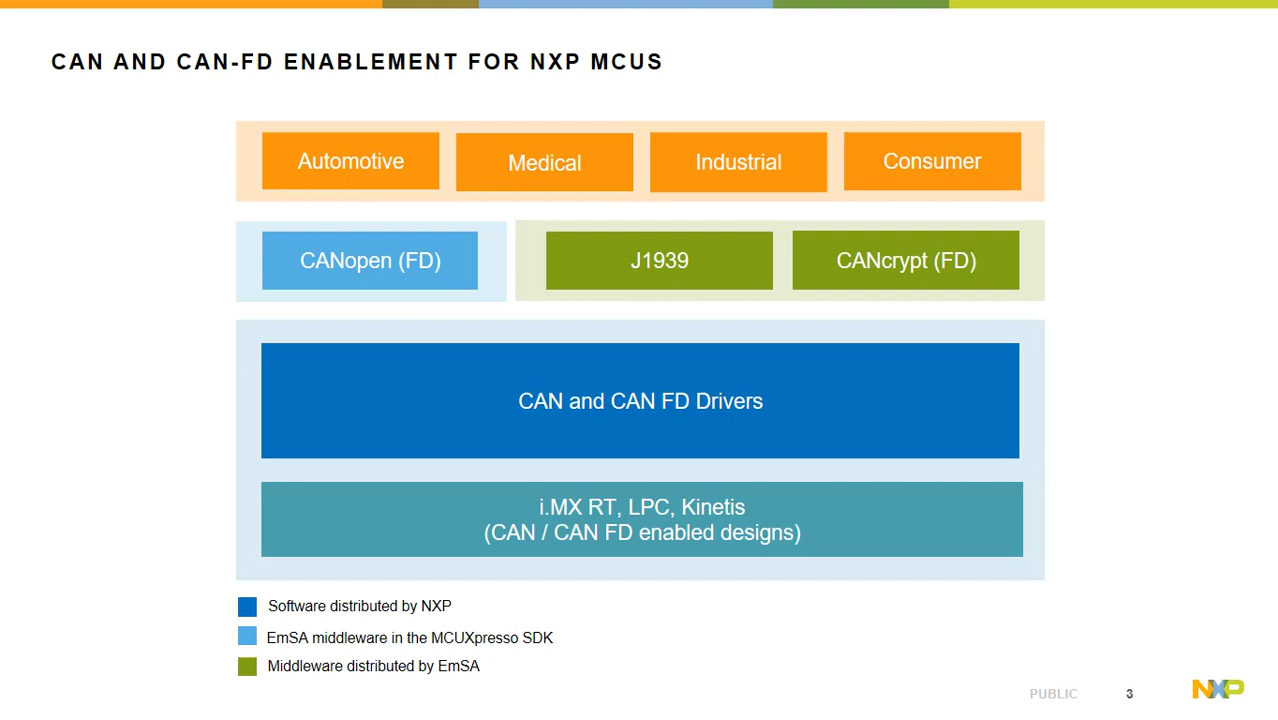 CAN AND CAN-FD ENABLEMENT FOR NXP MCUS
Automotive
Medical
Industrial
Consumer
CANopen (FD)
J1939
CANcrypt (FD)
CAN and CAN FD Drivers
i.MX RT, LPC, Kinetis
(CAN / CAN FD enabled designs)
Software distributed by NXP
EmSA middleware in the MCUXpresso SDK
Middleware distributed by EmSA
PUBLIC
3
NXP